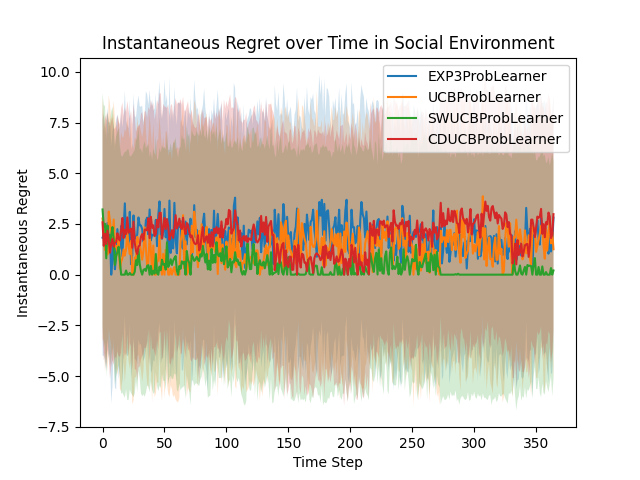 Instantaneous Regret over Time in Social Environment
EXP3ProbLearner
UCBProbLearner
SWUCBProbLearner
CDUCBProbLearner
Instantaneous Regret
10.0
7.5
5.0
2.5
0.0
−2.5
−5.0
−7.5
0 50 100 150 200 250 300 350
Time Step